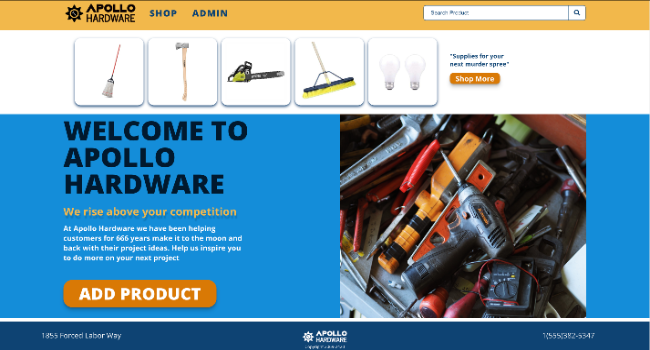 APOLLO
HARDWARE
SHOP
ADMIN
Search Product
"Supplies for your
next murder spree"
Shop More
WELCOME TO
APOLLO
HARDWARE
We rise above your competition
At Apollo Hardware we have been helping
customers for 666 years make it to the moon and
back with their project ideas. Help us inspire you
to do more on your next project
ADD PRODUCT
1855 Forced Labor Way
APOLLO
HARDWARE
1(555)382-5347